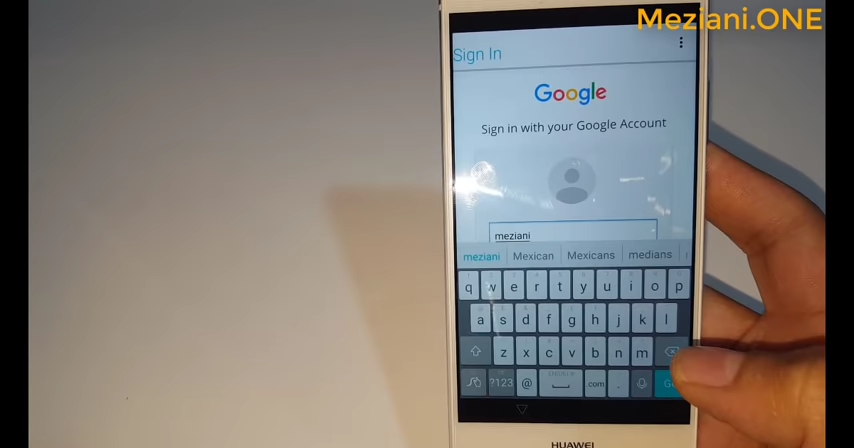 Meziani.ONE
Sign In
Google
Sign in with your Google Account
meziani
meziani Mexican Mexicans medians
q w e r t y u i o p
a s d f g h j k l
z x c v b n m
?123 @ .com .
HUAWEI